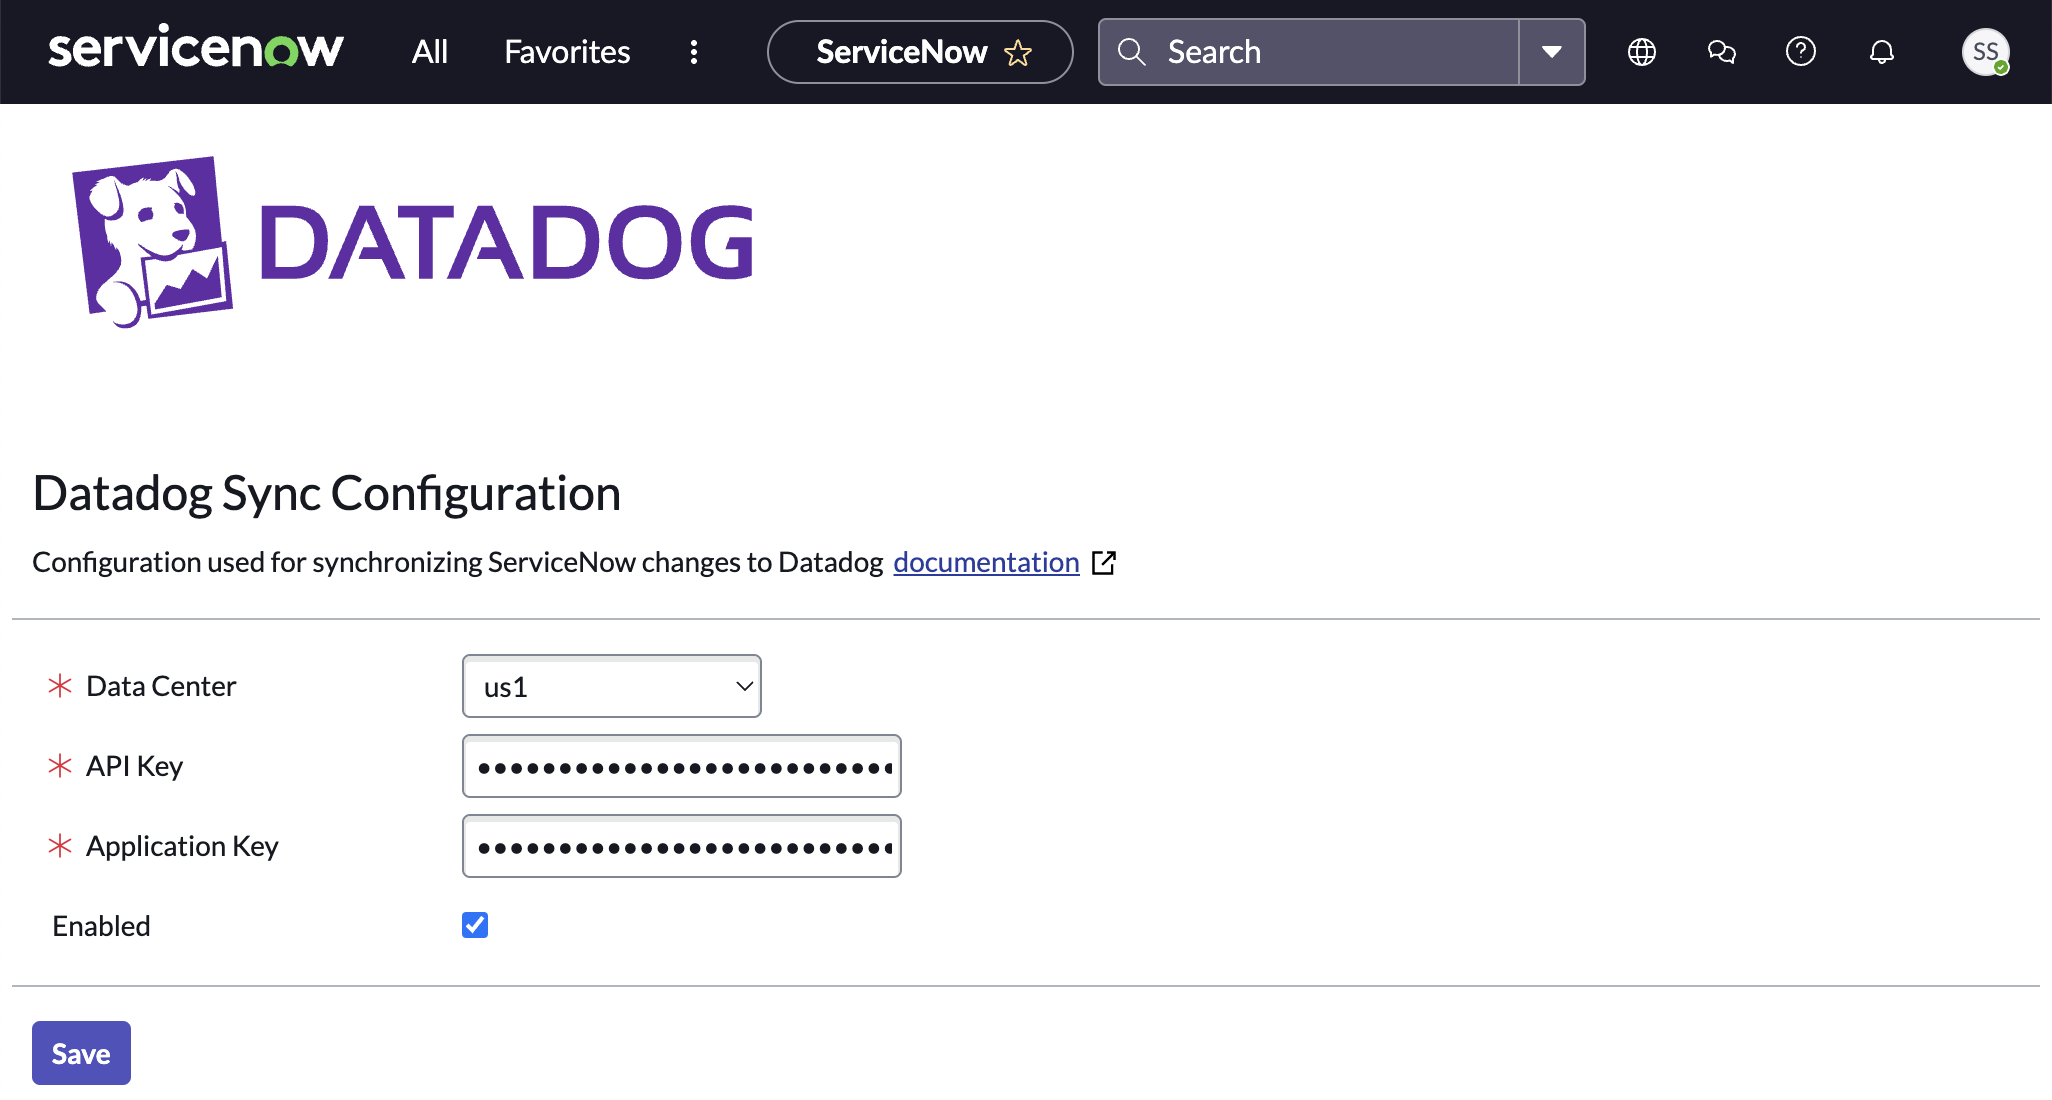 servicenow All Favorites ServiceNow Search SS
DATADOG
Datadog Sync Configuration
Configuration used for synchronizing ServiceNow changes to Datadog documentation
* Data Center us1
* API Key ••••••••••••••••••••••••••
* Application Key ••••••••••••••••••••••••••
Enabled
Save